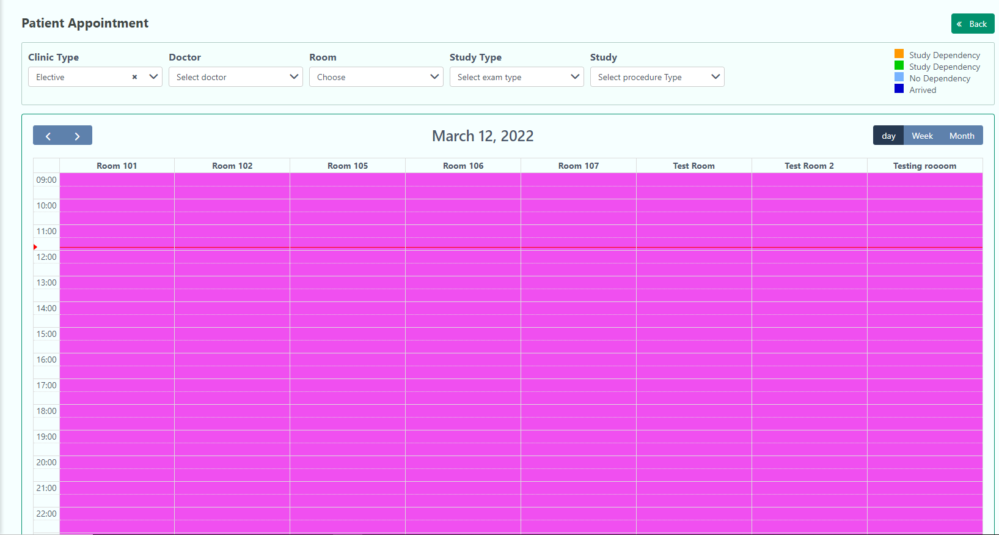 Patient Appointment
« Back
Clinic Type
Doctor
Room
Study Type
Study
Elective ×
Select doctor
Choose
Select exam type
Select procedure Type
Study Dependency
Study Dependency
No Dependency
Arrived
March 12, 2022
day Week Month
Room 101 Room 102 Room 105 Room 106 Room 107 Test Room Test Room 2 Testing roooom
09:00
10:00
11:00
12:00
13:00
14:00
15:00
16:00
17:00
18:00
19:00
20:00
21:00
22:00